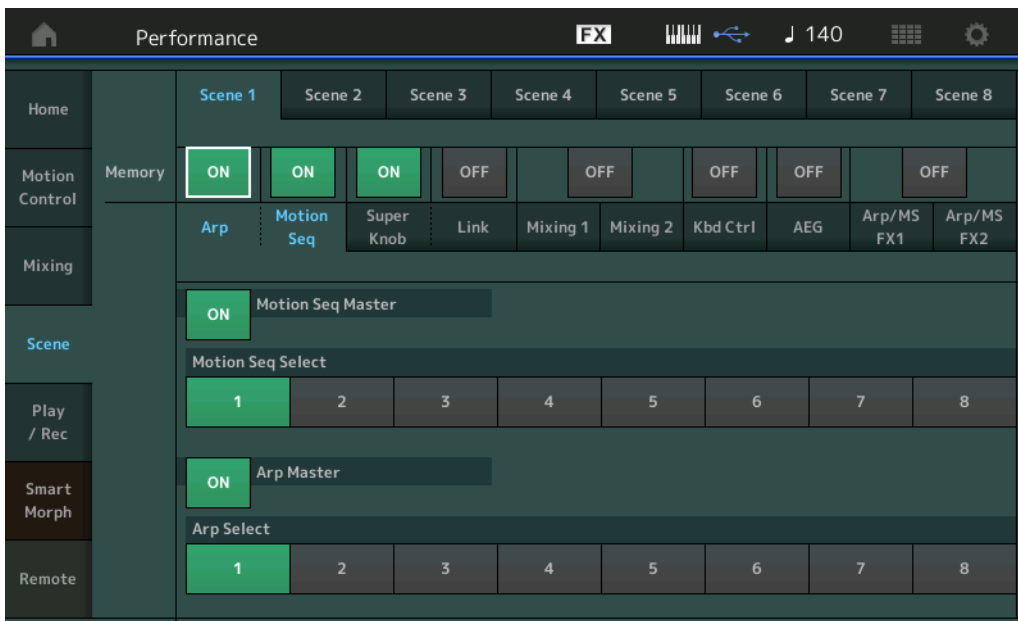 Performance FX 140
Home
Motion
Control
Mixing
Scene
Play
/ Rec
Smart
Morph
Remote
Scene 1 Scene 2 Scene 3 Scene 4 Scene 5 Scene 6 Scene 7 Scene 8
Memory ON ON ON OFF OFF OFF OFF OFF
Arp Motion Seq Super Knob Link Mixing 1 Mixing 2 Kbd Ctrl AEG Arp/MS FX1 Arp/MS FX2
ON Motion Seq Master
Motion Seq Select
1 2 3 4 5 6 7 8
ON Arp Master
Arp Select
1 2 3 4 5 6 7 8